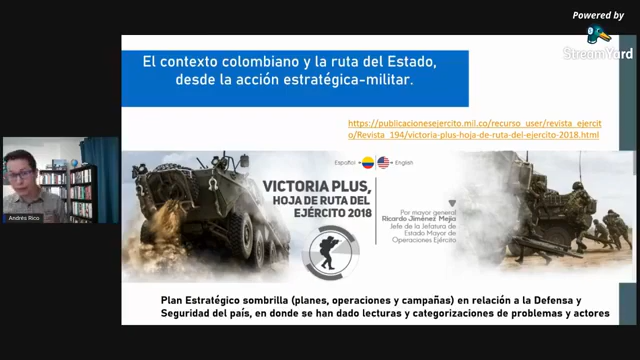 Powered by
StreamYard
El contexto colombiano y la ruta del Estado,
desde la acción estratégica-militar.
https://publicacionesejercito.mil.co/recurso_user/revista_ejercit
o/Revista_194/victoria-plus-hoja-de-ruta-del-ejercito-2018.html
Español
English
VICTORIA PLUS,
HOJA DE RUTA DEL
EJÉRCITO 2018
Por mayor general
Ricardo Jiménez Mejía
Jefe de la Jefatura de
Estado Mayor de
Operaciones Ejército
Andrés Rico
Plan Estratégico sombrilla (planes, operaciones y campañas) en relación a la Defensa y
Seguridad del país, en donde se han dado lecturas y categorizaciones de problemas y actores